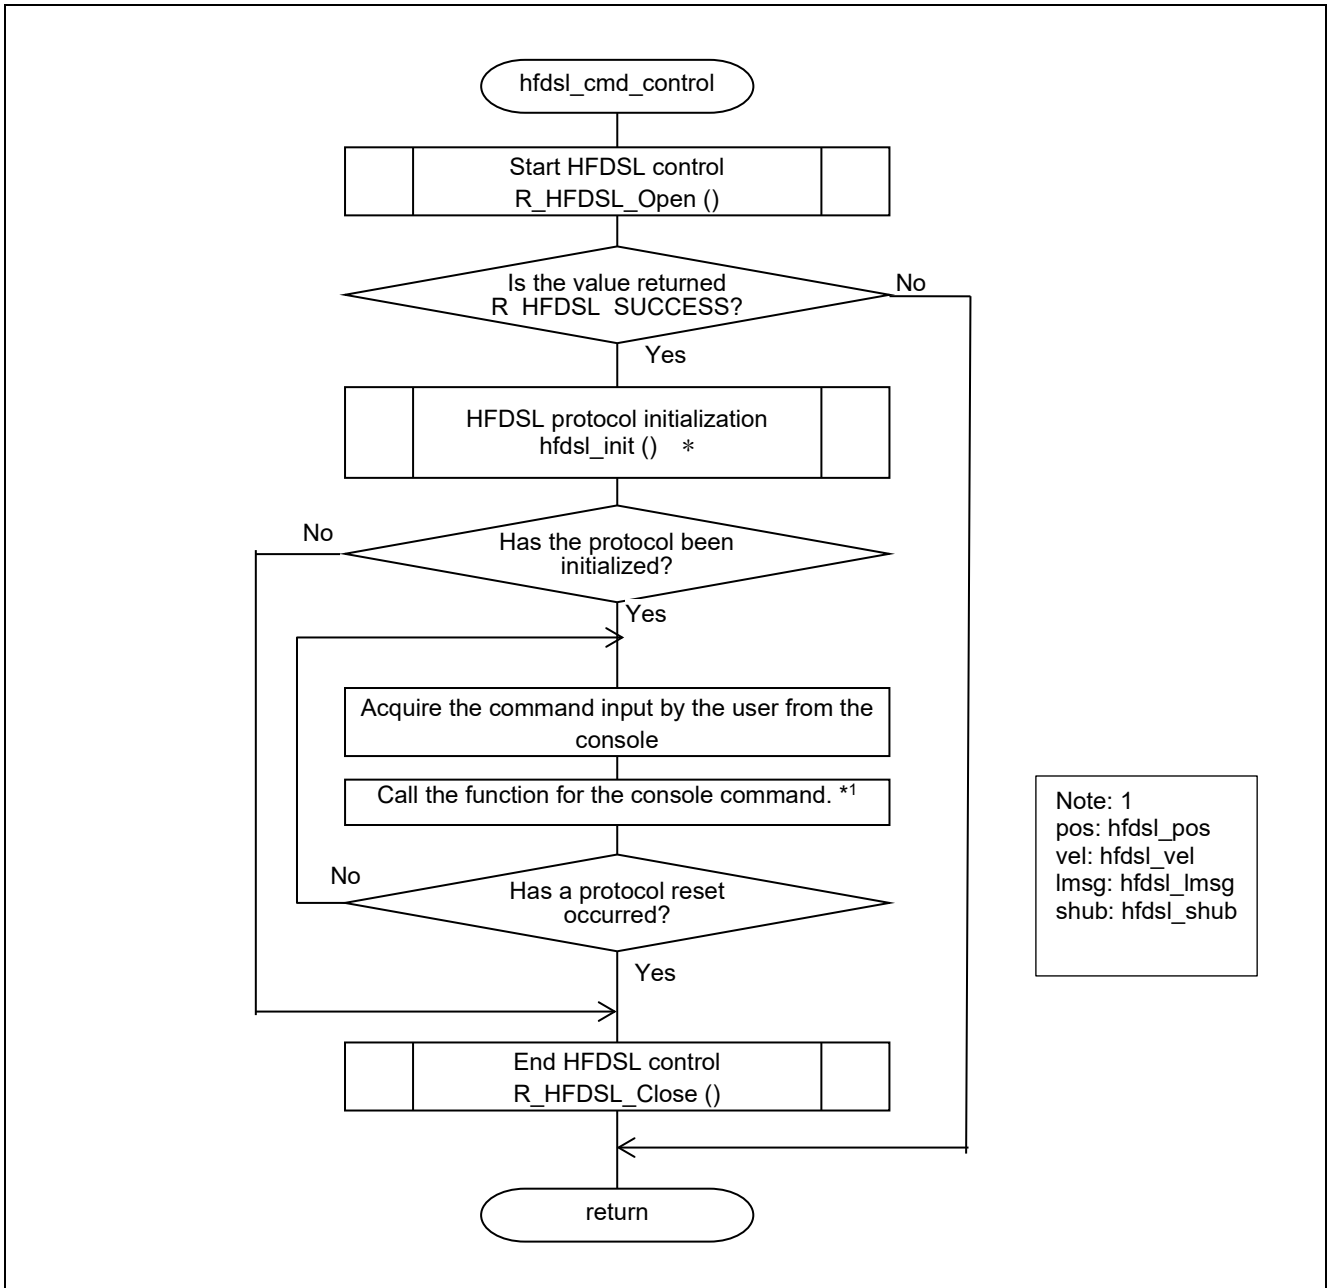 hfdsl_cmd_control
Start HFDSL control
R_HFDSL_Open ()
Is the value returned
R HFDSL SUCCESS?
No
Yes
HFDSL protocol initialization
hfdsl_init () *
No
Has the protocol been
initialized?
Yes
Acquire the command input by the user from the
console
Call the function for the console command. *1
No
Has a protocol reset
occurred?
Yes
End HFDSL control
R_HFDSL_Close ()
return
Note: 1
pos: hfdsl_pos
vel: hfdsl_vel
lmsg: hfdsl_lmsg
shub: hfdsl_shub